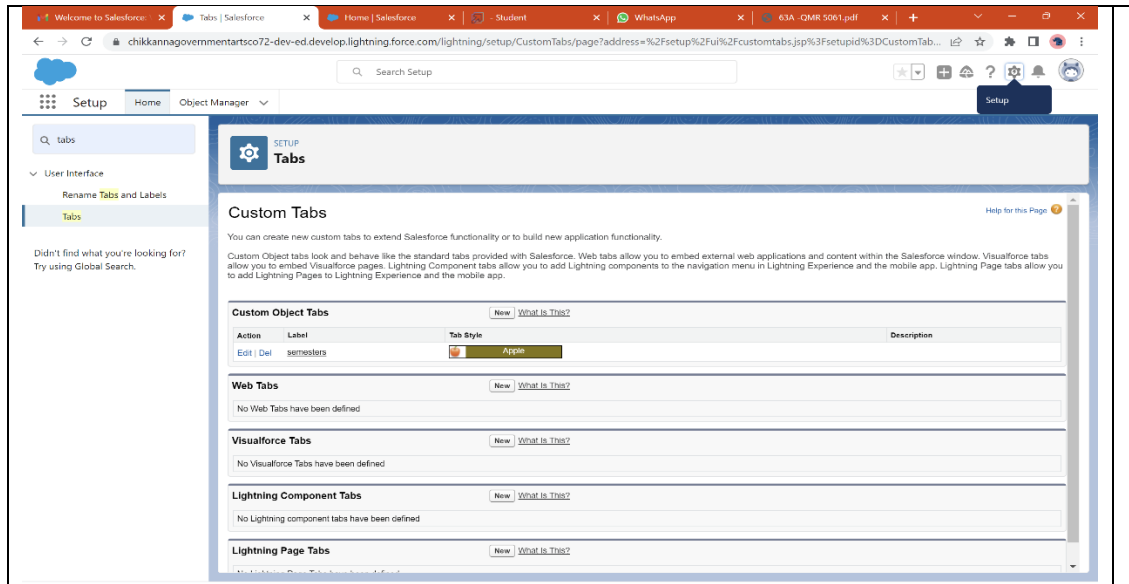 Welcome to Salesforce:
Tabs | Salesforce
Home | Salesforce
- Student
WhatsApp
63A -QMR 5061.pdf
chikkannagovernmentartsco72-dev-ed.develop.lightning.force.com/lightning/setup/CustomTabs/page?address=%2Fsetup%2Fui%2Fcustomtabs.jsp%3Fsetupid%3DCustomTab...
Search Setup
Setup
Home
Object Manager
Setup
tabs
User Interface
Rename Tabs and Labels
Tabs
Didn't find what you're looking for?
Try using Global Search.
SETUP
Tabs
Custom Tabs
Help for this Page
You can create new custom tabs to extend Salesforce functionality or to build new application functionality.
Custom Object tabs look and behave like the standard tabs provided with Salesforce. Web tabs allow you to embed external web applications and content within the Salesforce window. Visualforce tabs
allow you to embed Visualforce pages. Lightning Component tabs allow you to add Lightning components to the navigation menu in Lightning Experience and the mobile app. Lightning Page tabs allow you
to add Lightning Pages to Lightning Experience and the mobile app.
Custom Object Tabs New What Is This?
Action Label Tab Style Description
Edit | Del semesters Apple
Web Tabs New What Is This?
No Web Tabs have been defined
Visualforce Tabs New What Is This?
No Visualforce Tabs have been defined
Lightning Component Tabs New What Is This?
No Lightning component tabs have been defined
Lightning Page Tabs New What Is This?